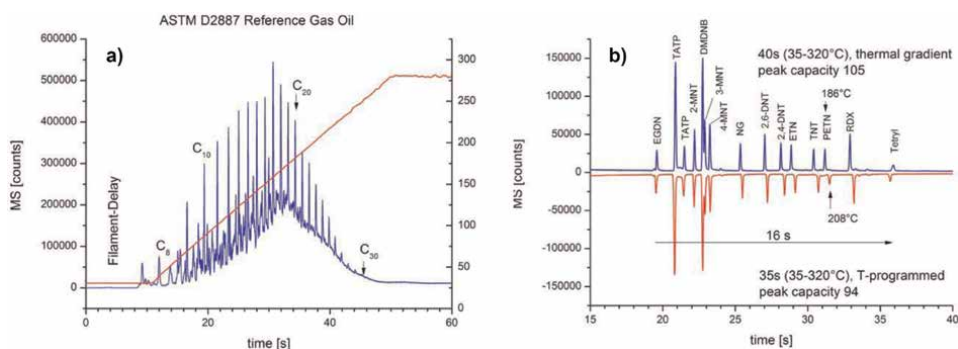 ASTM D2887 Reference Gas Oil
a)
MS [counts]
600000
500000
400000
300000
200000
100000
0
Filament-Delay
C8
C10
C20
C30
300
250
200
150
100
50
0
0 20 40 60
time [s]
b)
MS [counts]
150000
100000
50000
0
-50000
-100000
-150000
EGDN
TATP
TATP
2-MNT
DMDNB
3-MNT
4-MNT
NG
2,6-DNT
2,4-DNT
ETN
TNT
PETN
RDX
Tetryl
40s (35-320°C), thermal gradient
peak capacity 105
186°C
208°C
16 s
35s (35-320°C), T-programmed
peak capacity 94
15 20 25 30 35 40
time [s]